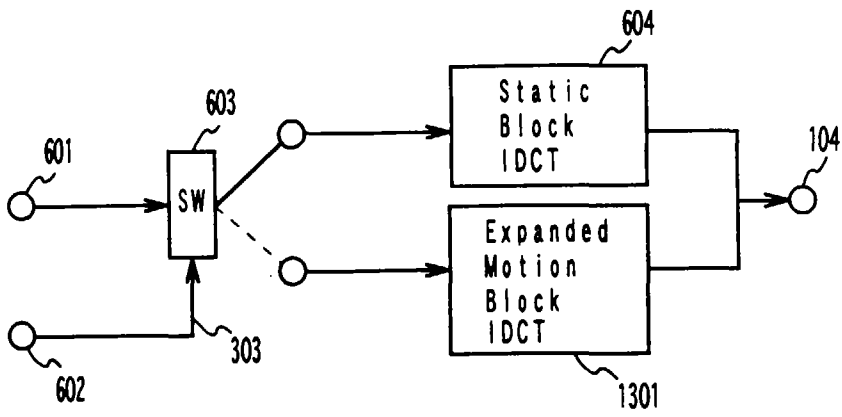 604
Static
Block
IDCT
603
601
SW
104
Expanded
Motion
Block
IDCT
303
602
1301